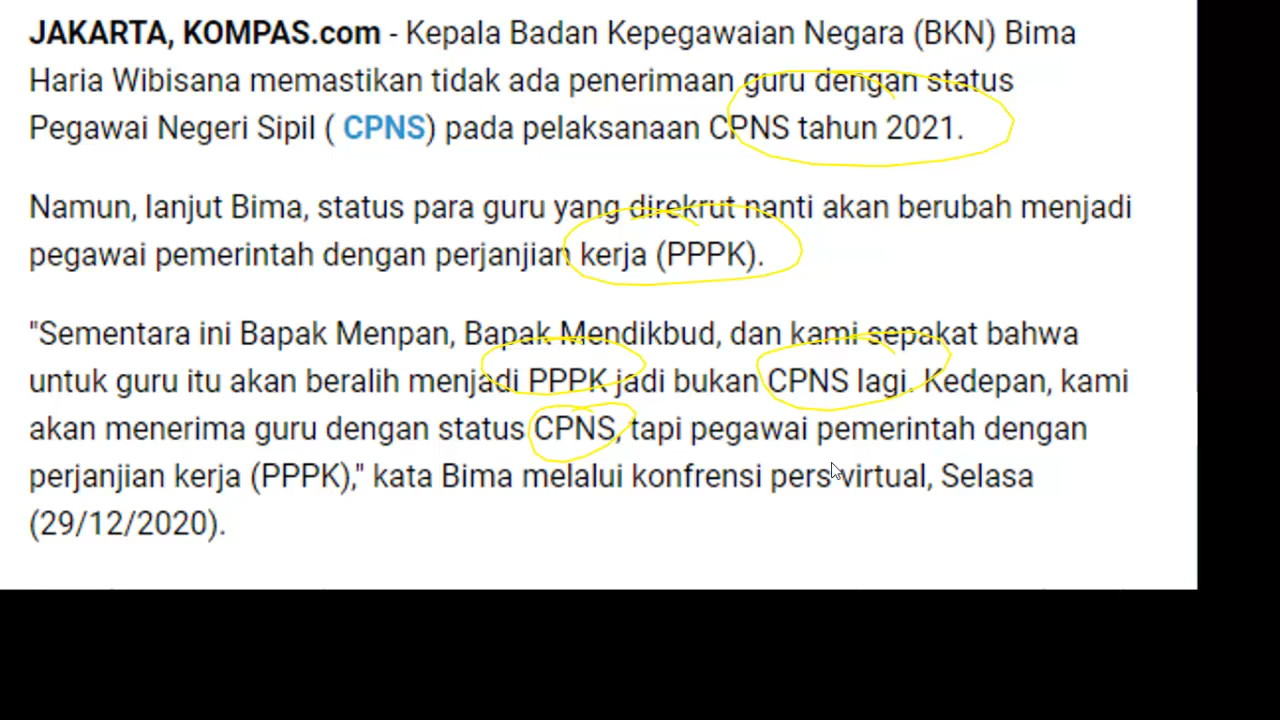 JAKARTA, KOMPAS.com - Kepala Badan Kepegawaian Negara (BKN) Bima
Haria Wibisana memastikan tidak ada penerimaan guru dengan status
Pegawai Negeri Sipil ( CPNS) pada pelaksanaan CPNS tahun 2021.
Namun, lanjut Bima, status para guru yang direkrut nanti akan berubah menjadi
pegawai pemerintah dengan perjanjian kerja (PPPK).
"Sementara ini Bapak Menpan, Bapak Mendikbud, dan kami sepakat bahwa
untuk guru itu akan beralih menjadi PPPK jadi bukan CPNS lagi. Kedepan, kami
akan menerima guru dengan status CPNS, tapi pegawai pemerintah dengan
perjanjian kerja (PPPK)," kata Bima melalui konfrensi pers virtual, Selasa
(29/12/2020).